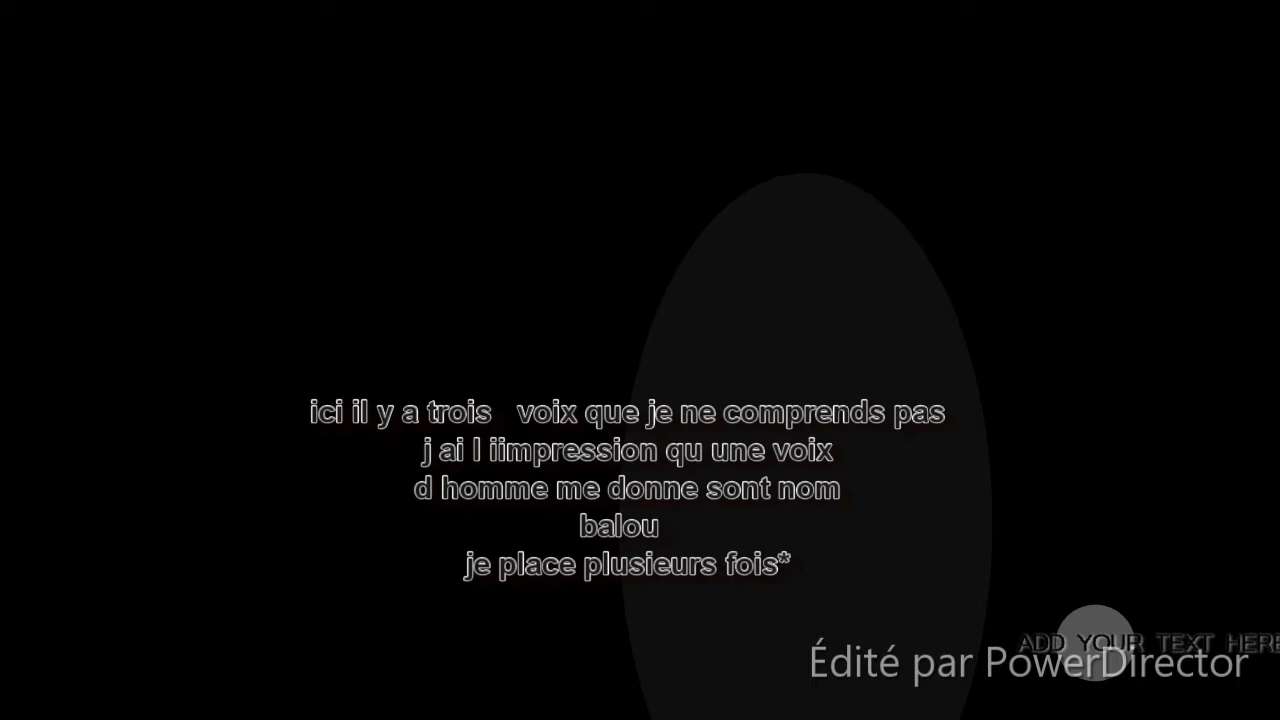 ici il y a trois   voix que je ne comprends pas
j ai l iimpression qu une voix
d homme me donne sont nom
balou
je place plusieurs fois*
ADD YOUR TEXT HERE
Édité par PowerDirector